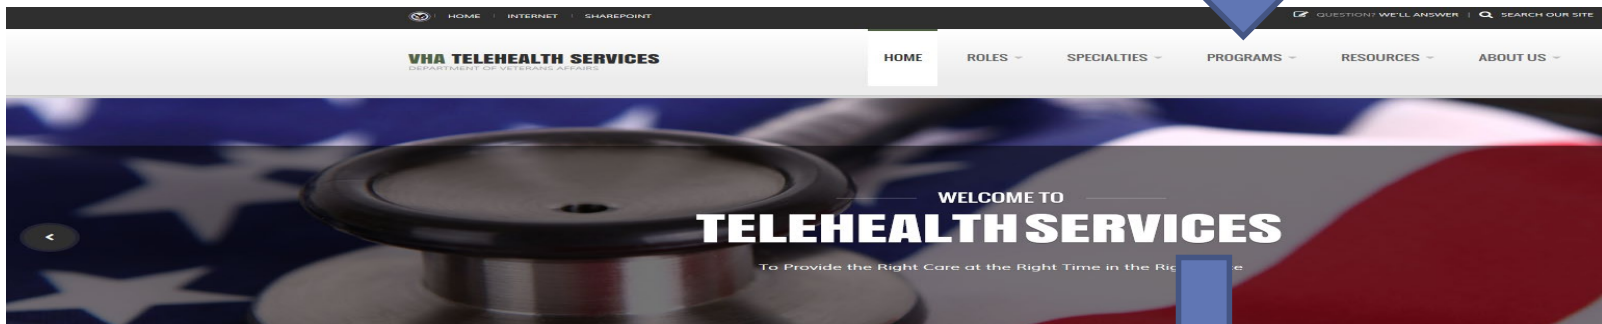 HOME | INTERNET | SHAREPOINT
QUESTION? WE'LL ANSWER | SEARCH OUR SITE
VHA TELEHEALTH SERVICES
DEPARTMENT OF VETERANS AFFAIRS
HOME ROLES SPECIALTIES PROGRAMS RESOURCES ABOUT US
WELCOME TO
TELEHEALTH SERVICES
To Provide the Right Care at the Right Time in the